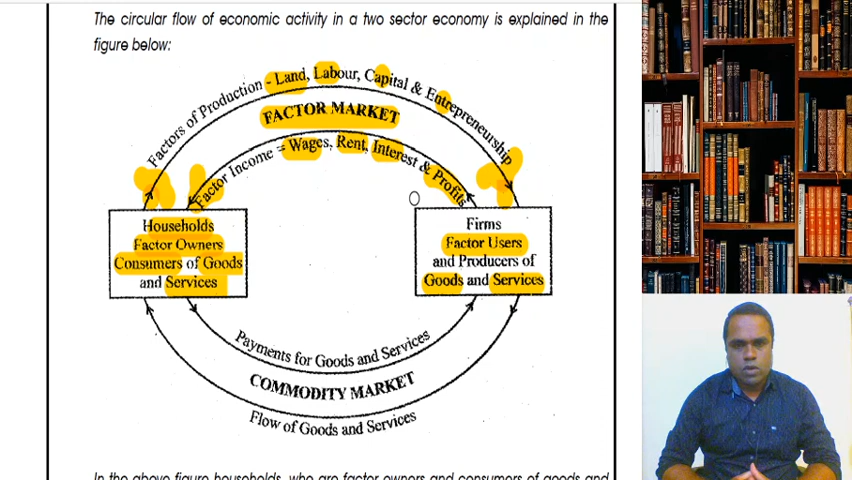 The circular flow of economic activity in a two sector economy is explained in the
figure below:
Factors of Production - Land, Labour, Capital & Entrepreneurship
FACTOR MARKET
Factor Income = Wages, Rent, Interest & Profits
Households
Factor Owners
Consumers of Goods
and Services
Firms
Factor Users
and Producers of
Goods and Services
Payments for Goods and Services
COMMODITY MARKET
Flow of Goods and Services
In the above figure households, who are factor owners and consumers of goods and